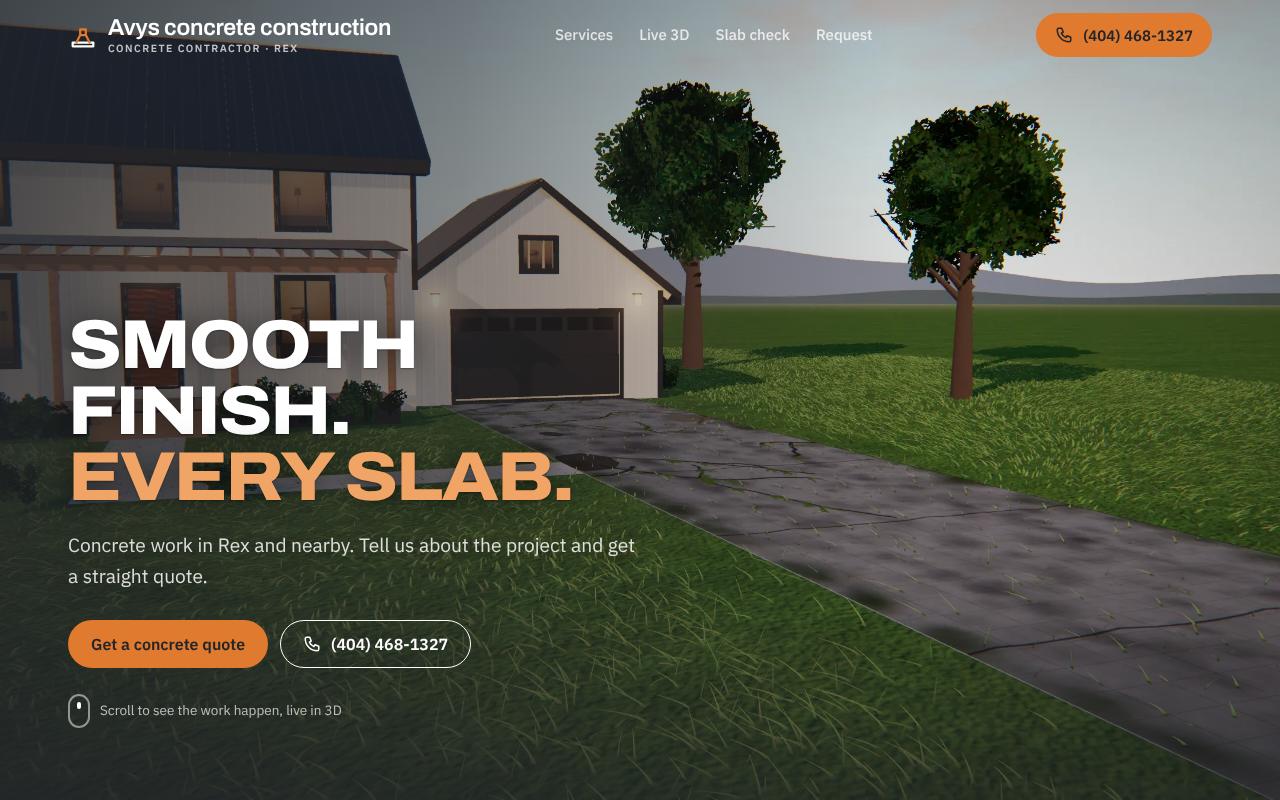 Avys concrete construction
CONCRETE CONTRACTOR · REX
Services
Live 3D
Slab check
Request
(404) 468-1327
SMOOTH
FINISH.
EVERY SLAB.
Concrete work in Rex and nearby. Tell us about the project and get
a straight quote.
Get a concrete quote
(404) 468-1327
Scroll to see the work happen, live in 3D